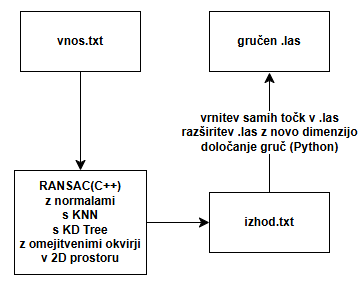 vnos.txt
gručen .las
vrnitev samih točk v .las
razširitev .las z novo dimenzijo
določanje gruč (Python)
RANSAC(C++)
z normalami
s KNN
s KD Tree
z omejitvenimi okvirji
v 2D prostoru
izhod.txt